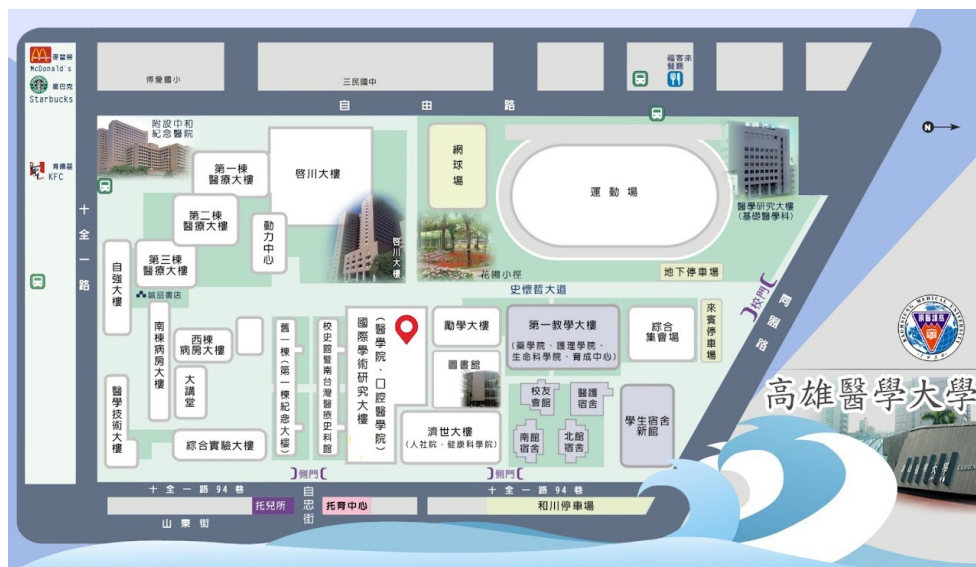 麥當勞
McDonald's
星巴克
Starbucks
肯德基
KFC
博愛國小
三民國中
福客來
餐廳
自由路
附設中和
紀念醫院
第一棟
醫療大樓
啓川大樓
網
球
場
運動場
醫學研究大樓
(基礎醫學科)
N
十全一路
第二棟
醫療大樓
動力中心
啓川大樓
第三棟
醫療大樓
自強大樓
誠品書店
花圃小徑
地下停車場
史懷哲大道
校門
同盟路
來賓停車場
南棟病房大樓
西棟
病房大樓
大講堂
舊一棟(第一棟紀念大樓)
校史館暨南台灣醫療史料館
國際學術研究大樓
(醫學院、口腔醫學院)
勵學大樓
第一教學大樓
(藥學院、護理學院、
生命科學院、育成中心)
綜合
集會場
圖書館
校友
會館
醫護
宿舍
醫學技術大樓
綜合實驗大樓
濟世大樓
(人社院、健康科學院)
南館
宿舍
北館
宿舍
學生宿舍
新館
KAOHSIUNG MEDICAL UNIVERSITY
1954
高雄醫學大學
側門
側門
十全一路94巷
自忠街
十全一路94巷
托兒所
托育中心
和川停車場
山東街